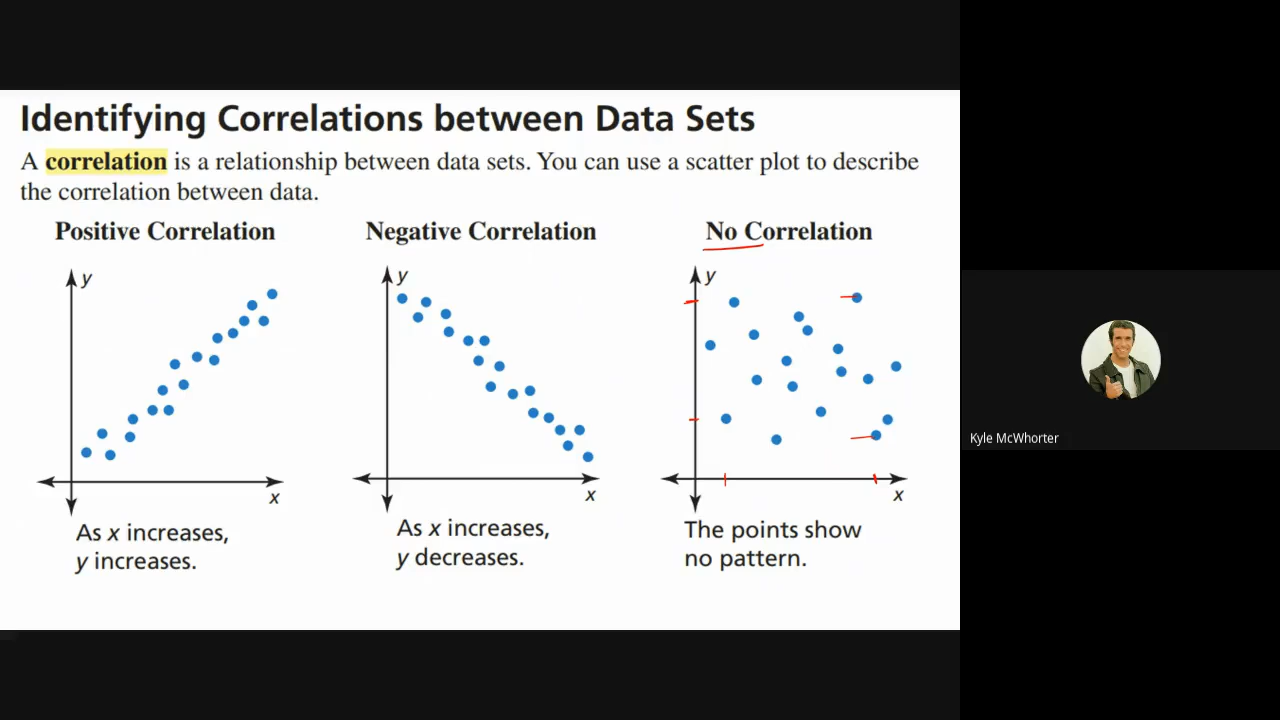 Identifying Correlations between Data Sets
A correlation is a relationship between data sets. You can use a scatter plot to describe
the correlation between data.
Positive Correlation
y
x
As x increases,
y increases.
Negative Correlation
y
x
As x increases,
y decreases.
No Correlation
y
x
The points show
no pattern.
Kyle McWhorter